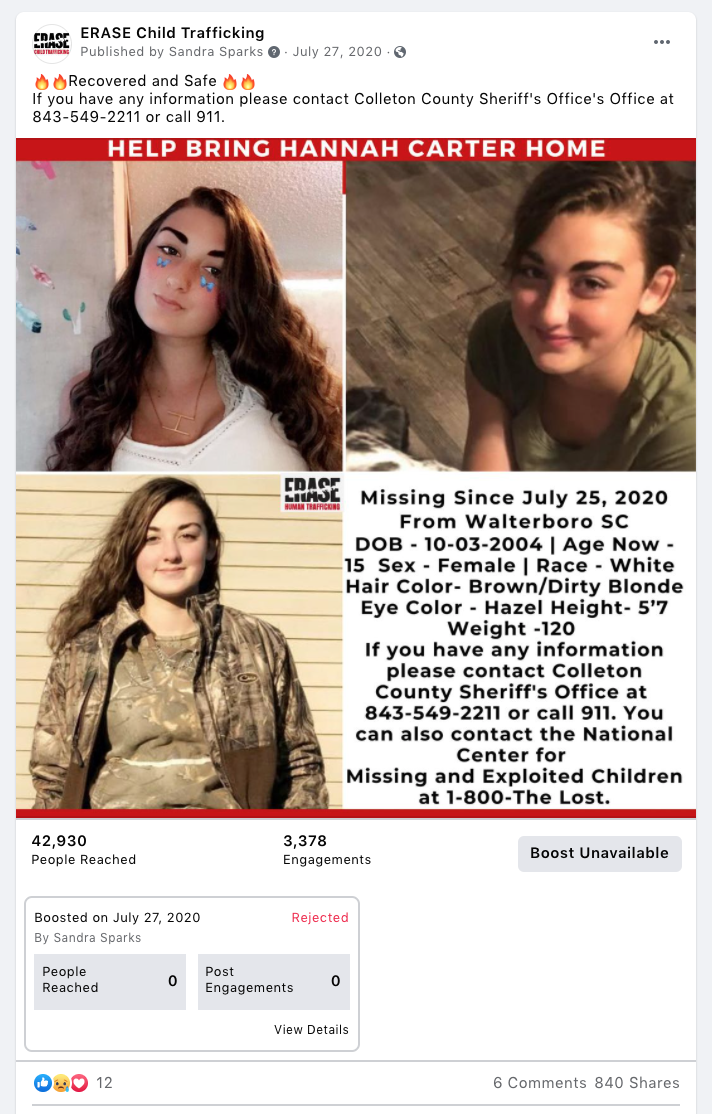 ERASE Child Trafficking
Published by Sandra Sparks ? · July 27, 2020 ·
🔥🔥Recovered and Safe 🔥🔥
If you have any information please contact Colleton County Sheriff's Office's Office at
843-549-2211 or call 911.
HELP BRING HANNAH CARTER HOME
ERASE
HUMAN TRAFFICKING
Missing Since July 25, 2020
From Walterboro SC
DOB - 10-03-2004 | Age Now -
15 Sex - Female | Race - White
Hair Color- Brown/Dirty Blonde
Eye Color - Hazel Height- 5’7
Weight -120
If you have any information
please contact Colleton
County Sheriff's Office at
843-549-2211 or call 911. You
can also contact the National
Center for
Missing and Exploited Children
at 1-800-The Lost.
42,930
People Reached
3,378
Engagements
Boost Unavailable
Boosted on July 27, 2020
Rejected
By Sandra Sparks
People
Reached
0
Post
Engagements
0
View Details
12
6 Comments 840 Shares